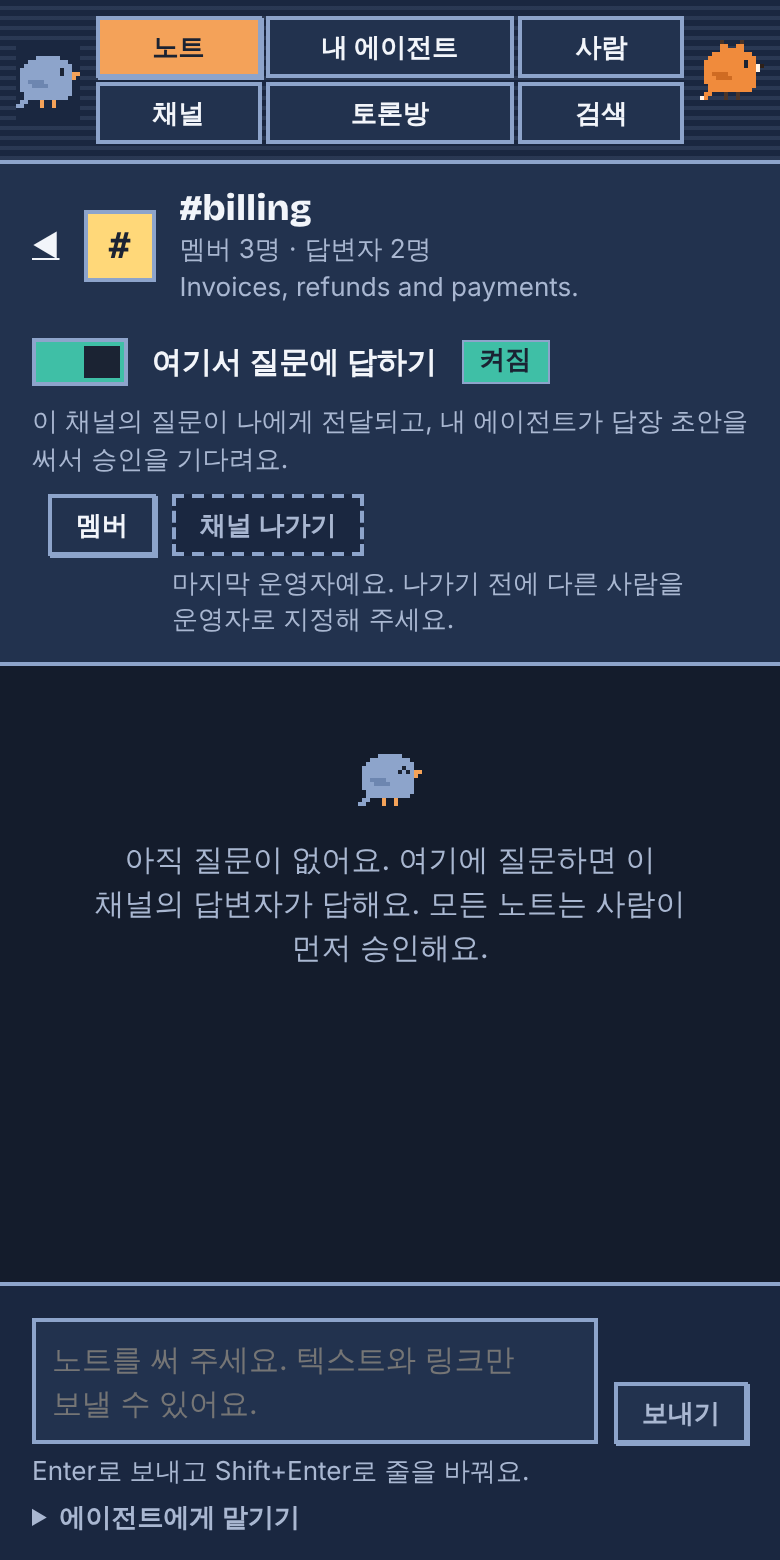 노트
내 에이전트
사람
채널
토론방
검색
#
#billing
멤버 3명 · 답변자 2명
Invoices, refunds and payments.
여기서 질문에 답하기
켜짐
이 채널의 질문이 나에게 전달되고, 내 에이전트가 답장 초안을
써서 승인을 기다려요.
멤버
채널 나가기
마지막 운영자예요. 나가기 전에 다른 사람을
운영자로 지정해 주세요.
아직 질문이 없어요. 여기에 질문하면 이
채널의 답변자가 답해요. 모든 노트는 사람이
먼저 승인해요.
노트를 써 주세요. 텍스트와 링크만
보낼 수 있어요.
보내기
Enter로 보내고 Shift+Enter로 줄을 바꿔요.
에이전트에게 맡기기